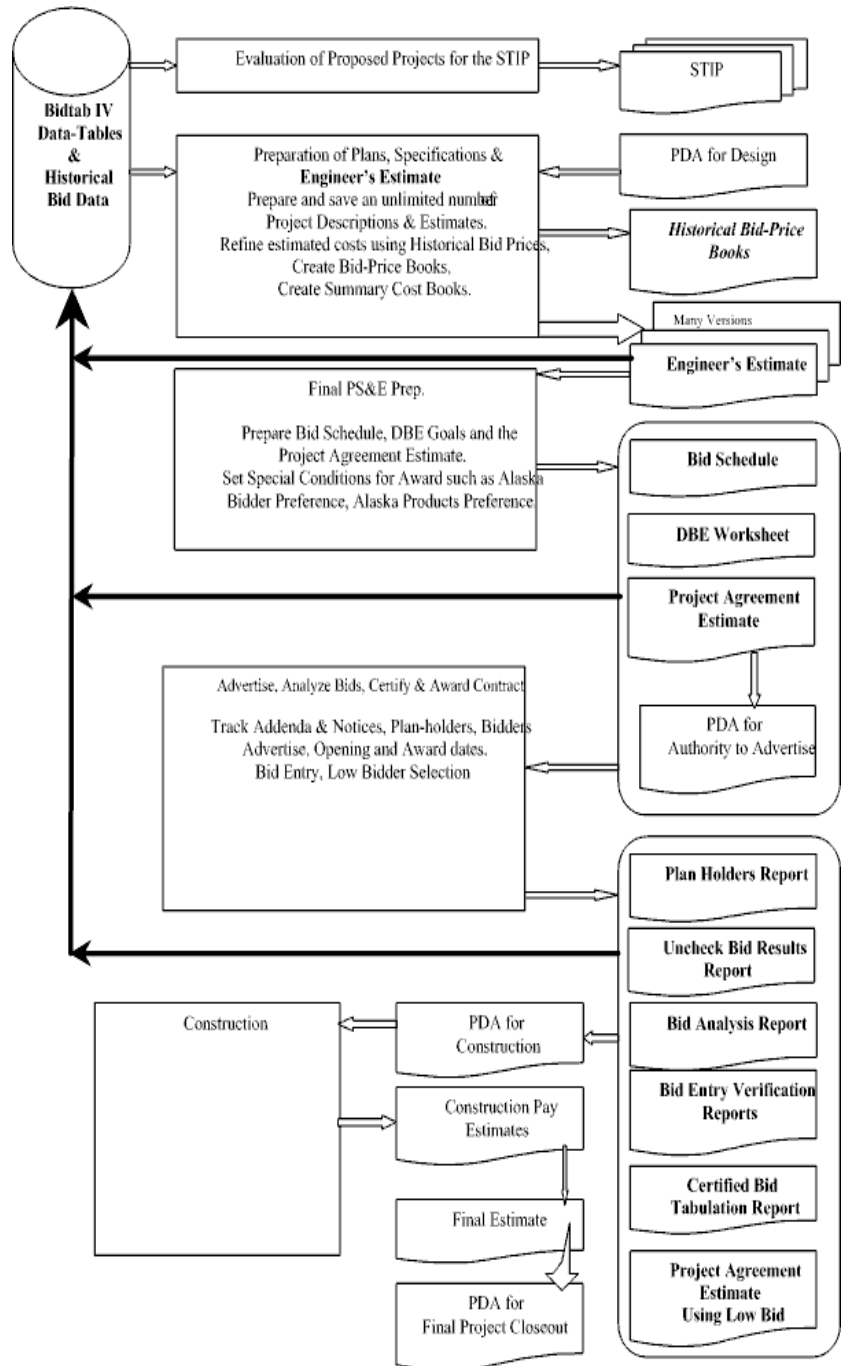 Bidtab IV
Data-Tables
&
Historical
Bid Data
Evaluation of Proposed Projects for the STIP
STIP
Preparation of Plans, Specifications &
Engineer's Estimate
Prepare and save an unlimited number of
Project Descriptions & Estimates.
Refine estimated costs using Historical Bid Prices,
Create Bid-Price Books,
Create Summary Cost Books.
PDA for Design
Historical Bid-Price
Books
Many Versions
Engineer's Estimate
Final PS&E Prep.
Prepare Bid Schedule, DBE Goals and the
Project Agreement Estimate.
Set Special Conditions for Award such as Alaska
Bidder Preference, Alaska Products Preference.
Bid Schedule
DBE Worksheet
Project Agreement
Estimate
PDA for
Authority to Advertise
Advertise, Analyze Bids, Certify & Award Contract
Track Addenda & Notices, Plan-holders, Bidders
Advertise, Opening and Award dates.
Bid Entry, Low Bidder Selection
Plan Holders Report
Uncheck Bid Results
Report
Bid Analysis Report
Bid Entry Verification
Reports
Certified Bid
Tabulation Report
Project Agreement
Estimate
Using Low Bid
Construction
PDA for
Construction
Construction Pay
Estimates
Final Estimate
PDA for
Final Project Closeout